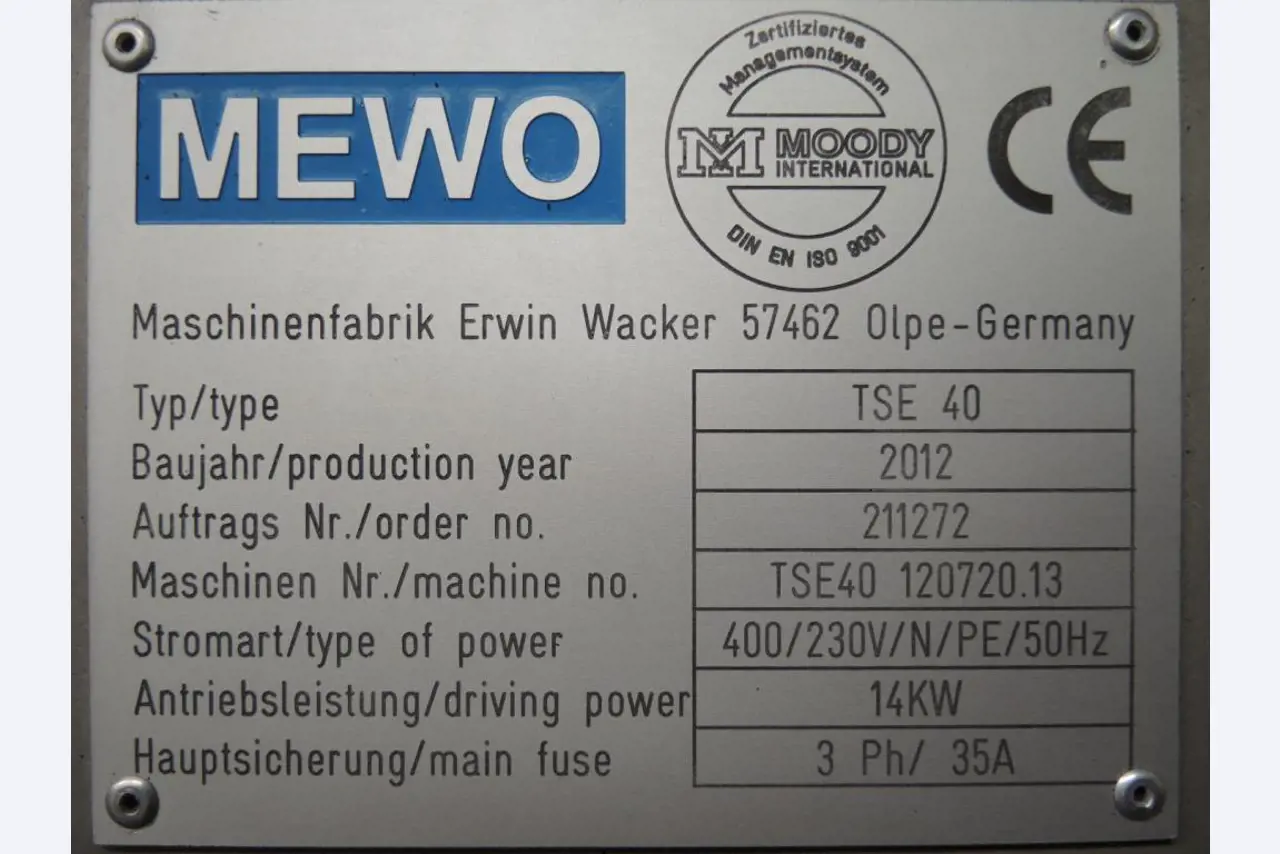 MEWO
Zertifiziertes
Managementsystem
M MOODY
INTERNATIONAL
DIN EN ISO 9001
CE
Maschinenfabrik Erwin Wacker 57462 Olpe-Germany
Typ/type TSE 40
Baujahr/production year 2012
Auftrags Nr./order no. 211272
Maschinen Nr./machine no. TSE40 120720.13
Stromart/type of power 400/230V/N/PE/50Hz
Antriebsleistung/driving power 14KW
Hauptsicherung/main fuse 3 Ph/ 35A